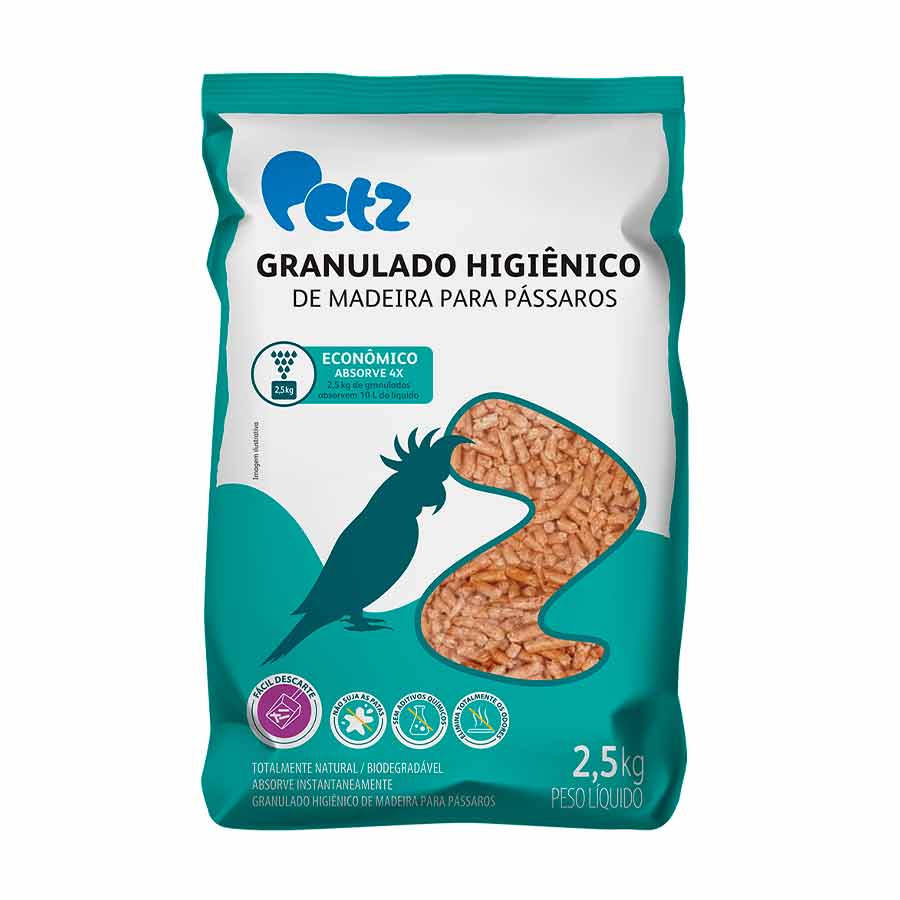 Petz
GRANULADO HIGIÊNICO
DE MADEIRA PARA PÁSSAROS
ECONÔMICO
ABSORVE 4X
2,5 kg de granulados
absorvem 10 L de líquido
2,5kg
Imagem ilustrativa
FÁCIL DESCARTE
NÃO SUJA AS PATAS
SEM ADITIVOS QUÍMICOS
ELIMINA TOTALMENTE OS ODORES
TOTALMENTE NATURAL / BIODEGRADÁVEL
ABSORVE INSTANTANEAMENTE
GRANULADO HIGIÊNICO DE MADEIRA PARA PÁSSAROS
2,5kg
PESO LÍQUIDO